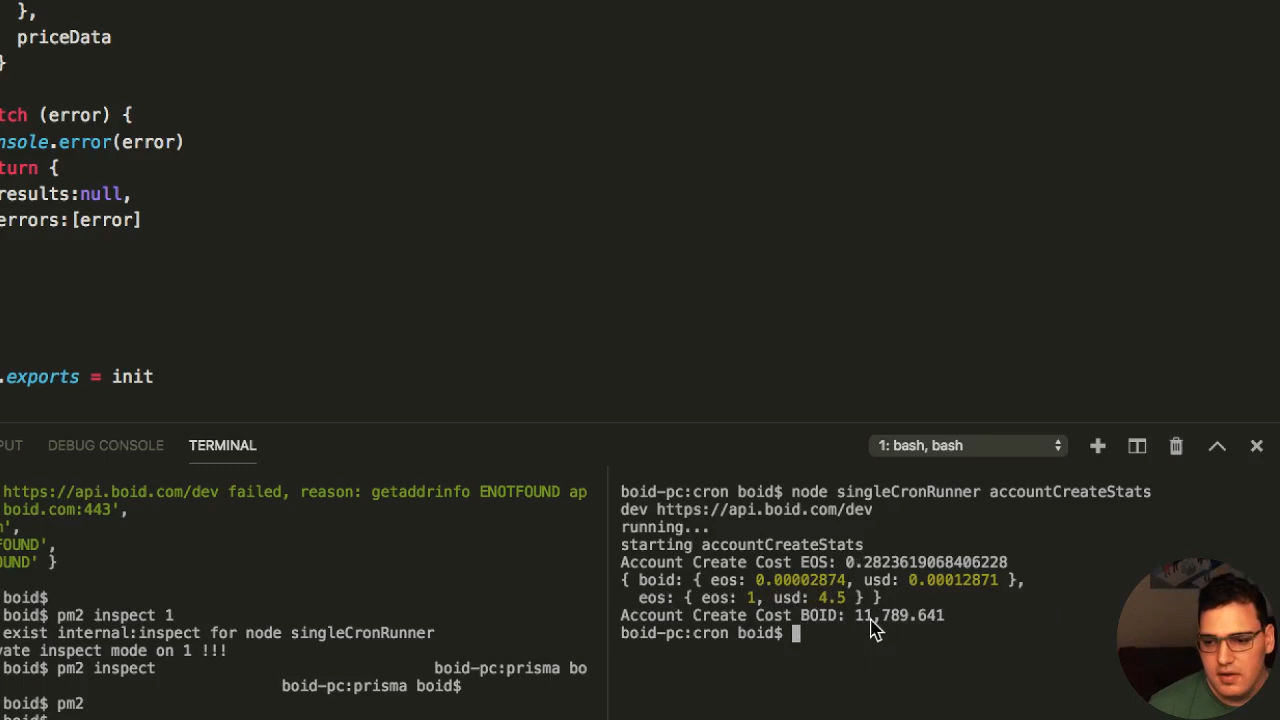 },
priceData
}
tch (error) {
nsole.error(error)
turn {
results:null,
errors:[error]
.exports = init
PUT DEBUG CONSOLE TERMINAL
1: bash, bash
https://api.boid.com/dev failed, reason: getaddrinfo ENOTFOUND ap
boid.com:443',
n',
FOUND',
OUND' }
boid$
boid$ pm2 inspect 1
exist internal:inspect for node singleCronRunner
vate inspect mode on 1 !!!
boid$ pm2 inspect boid-pc:prisma bo
boid-pc:prisma boid$
boid$ pm2
boid-pc:cron boid$ node singleCronRunner accountCreateStats
dev https://api.boid.com/dev
running...
starting accountCreateStats
Account Create Cost EOS: 0.2823619068406228
{ boid: { eos: 0.00002874, usd: 0.00012871 },
eos: { eos: 1, usd: 4.5 } }
Account Create Cost BOID: 11,789.641
boid-pc:cron boid$